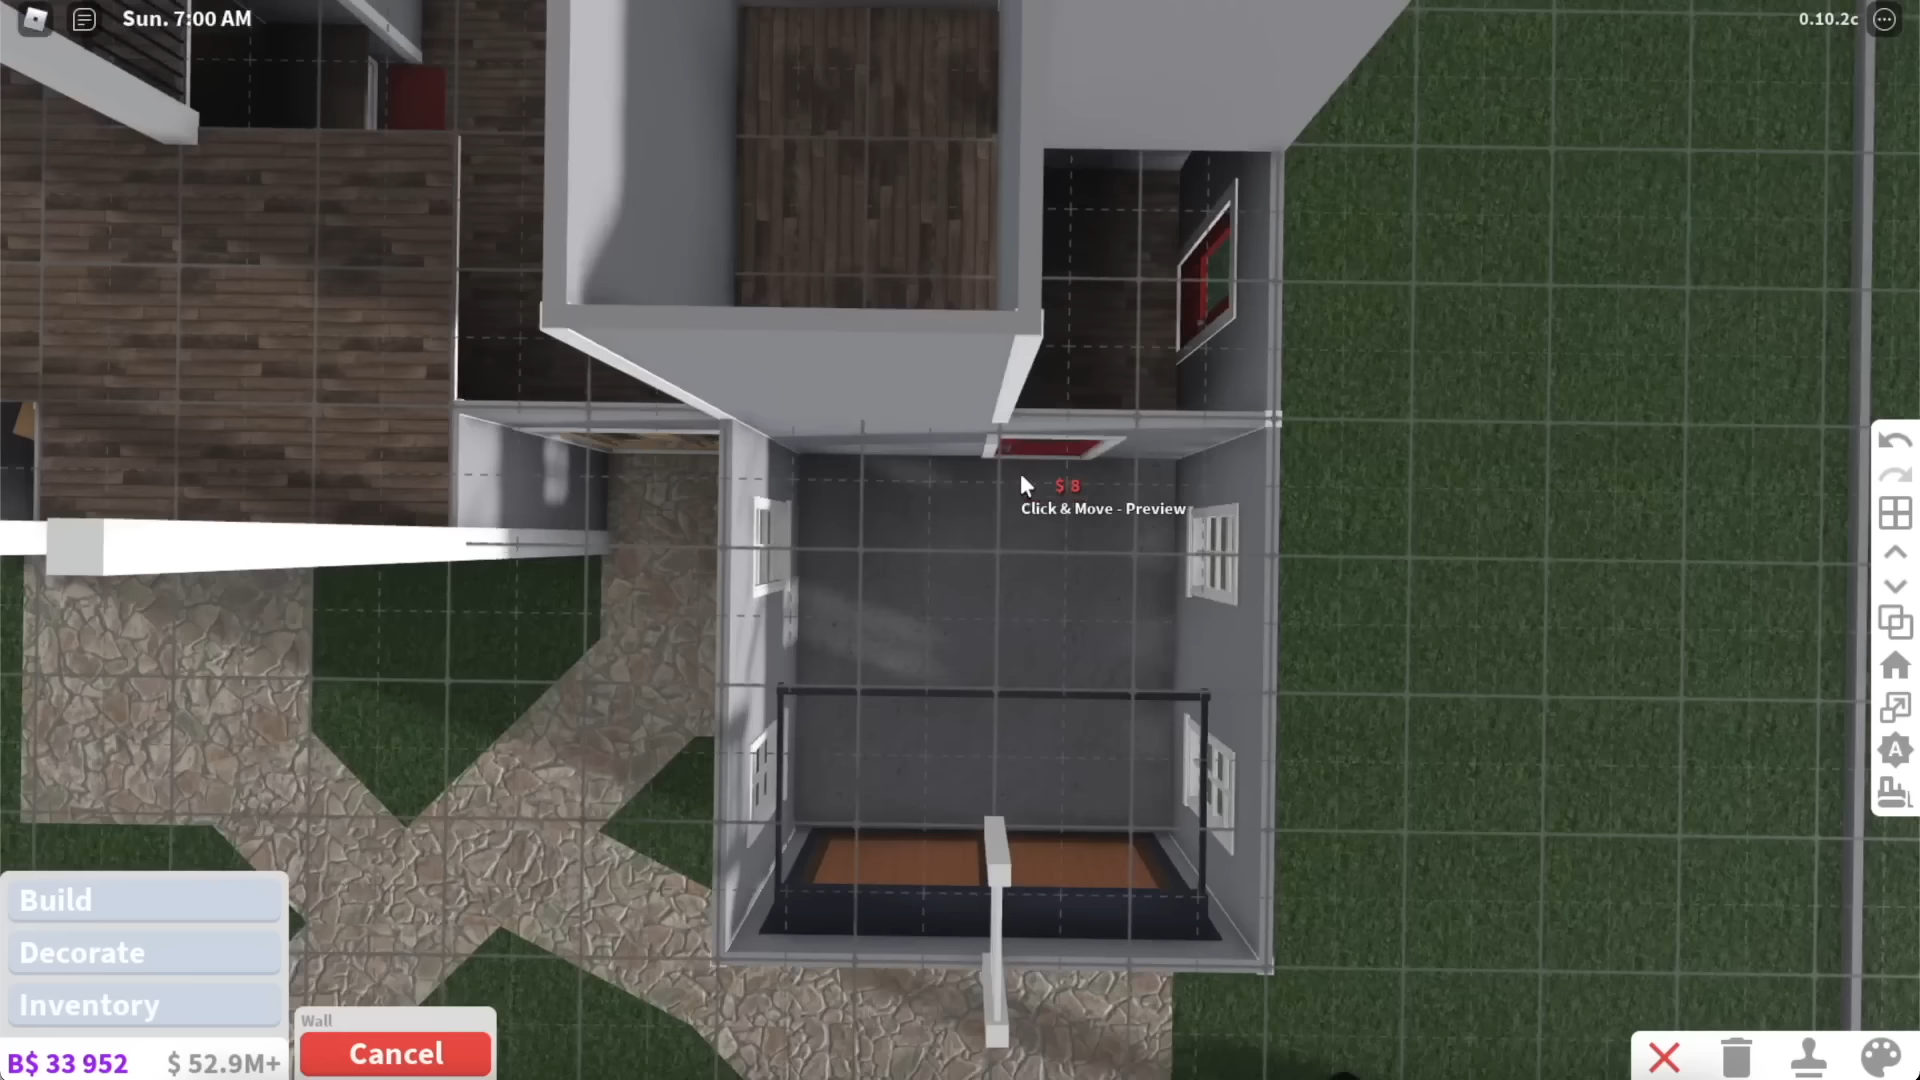 Sun. 7:00 AM
0.10.2c
$ 8
Click & Move - Preview
A
Build
Decorate
Inventory
Wall
Cancel
B$ 33 952
$ 52.9M+